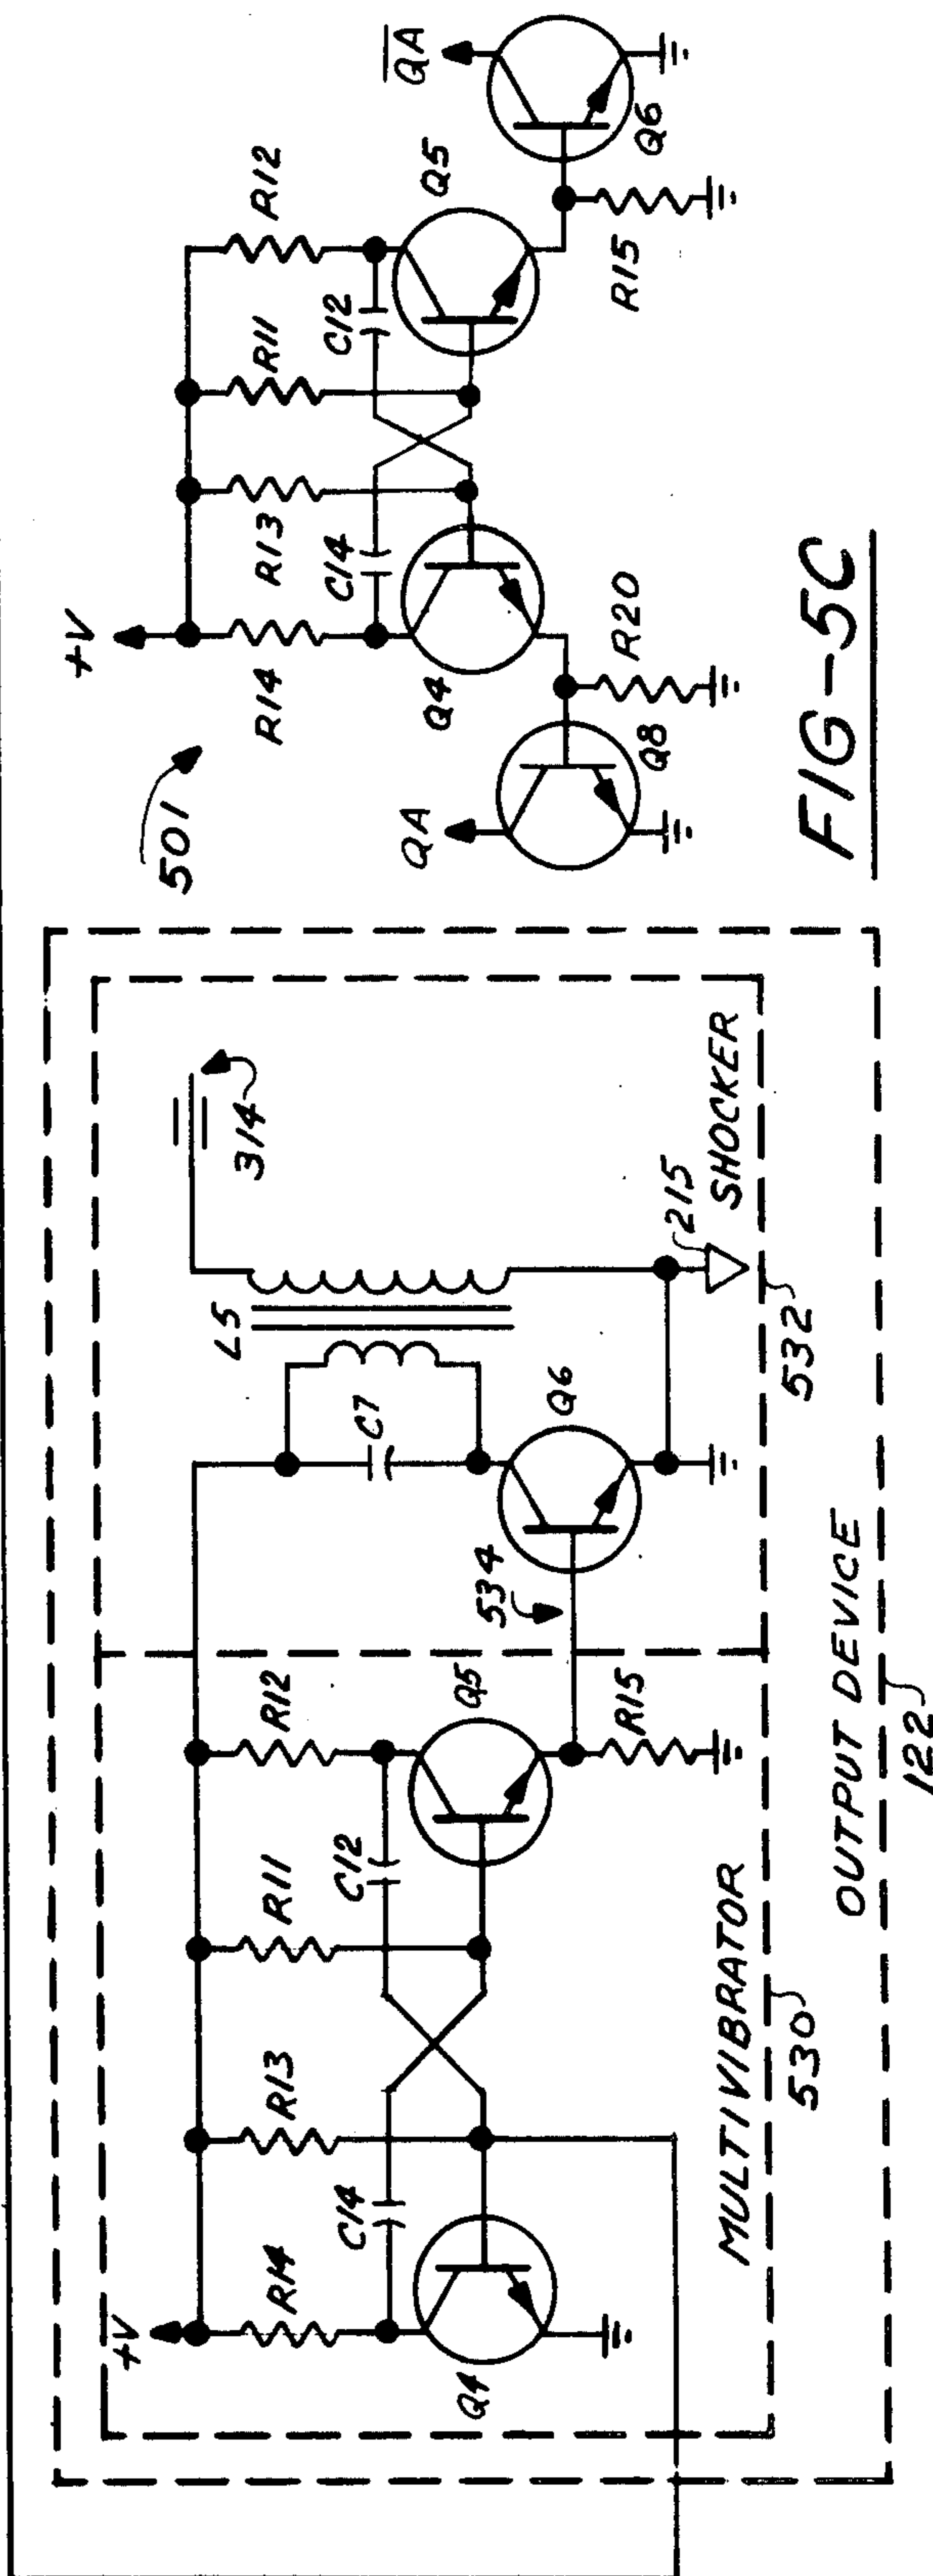 +V
R14
R13
R11
R12
C14
C12
Q4
Q5
R15
534
Q6
C7
L5
314
215
SHOCKER
532
MULTIVIBRATOR
530
OUTPUT DEVICE
122
501
+V
R14
R13
R11
R12
C14
C12
Q4
Q5
QA
Q8
R20
R15
Q6
QA
FIG-5C